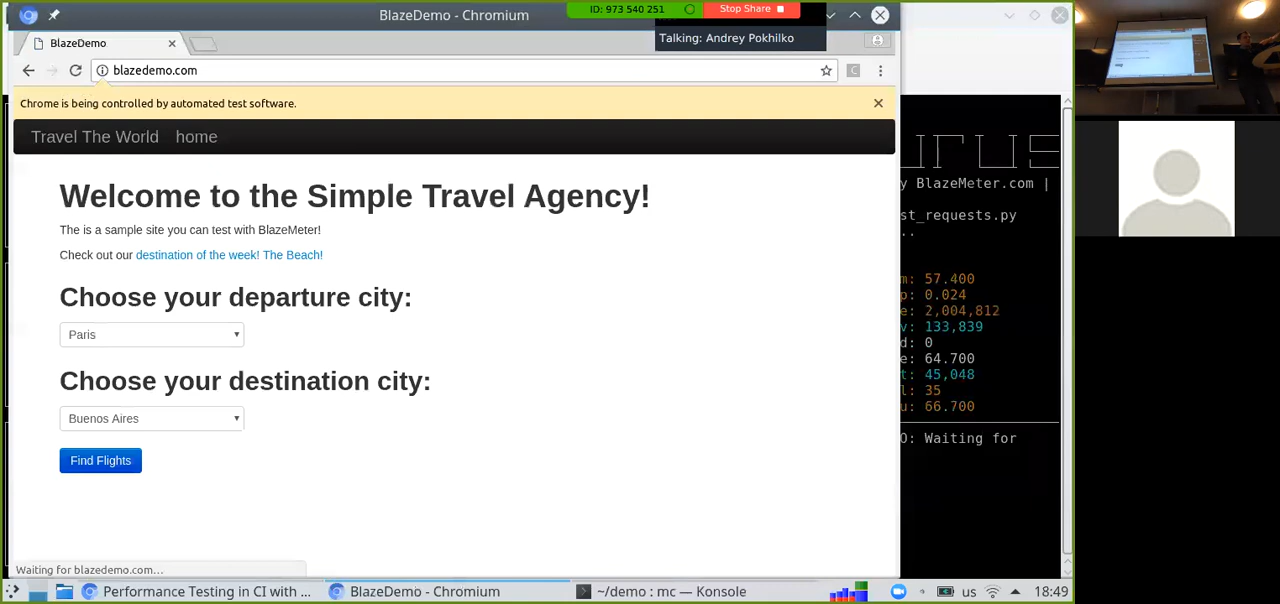 BlazeDemo - Chromium
ID: 973 540 251
Stop Share
Talking: Andrey Pokhilko
BlazeDemo
blazedemo.com
C
Chrome is being controlled by automated test software.
Travel The World home
Welcome to the Simple Travel Agency!
The is a sample site you can test with BlazeMeter!
Check out our destination of the week! The Beach!
Choose your departure city:
Paris
Choose your destination city:
Buenos Aires
Find Flights
Waiting for blazedemo.com...
y BlazeMeter.com |
st_requests.py
..
m: 57.400
p: 0.024
e: 2,004,812
v: 133,839
d: 0
e: 64.700
t: 45,048
l: 35
u: 66.700
O: Waiting for
Performance Testing in CI with ...
BlazeDemo - Chromium
~/demo : mc — Konsole
us
18:49